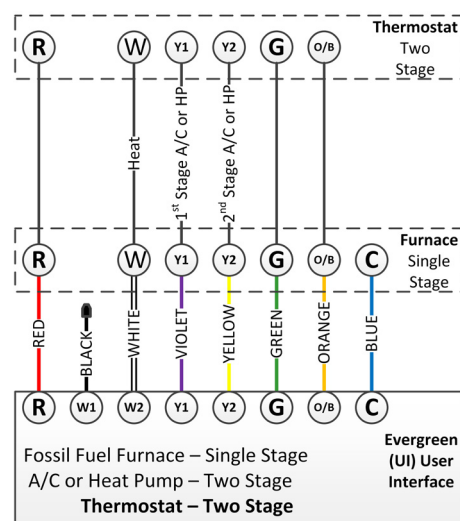 R W Y1 Y2 G O/B
Thermostat
Two
Stage
Heat
1st Stage A/C or HP
2nd Stage A/C or HP
R W Y1 Y2 G O/B C
Furnace
Single
Stage
RED
BLACK
WHITE
VIOLET
YELLOW
GREEN
ORANGE
BLUE
R W1 W2 Y1 Y2 G O/B C
Fossil Fuel Furnace – Single Stage
A/C or Heat Pump – Two Stage
Thermostat – Two Stage
Evergreen
(UI) User
Interface